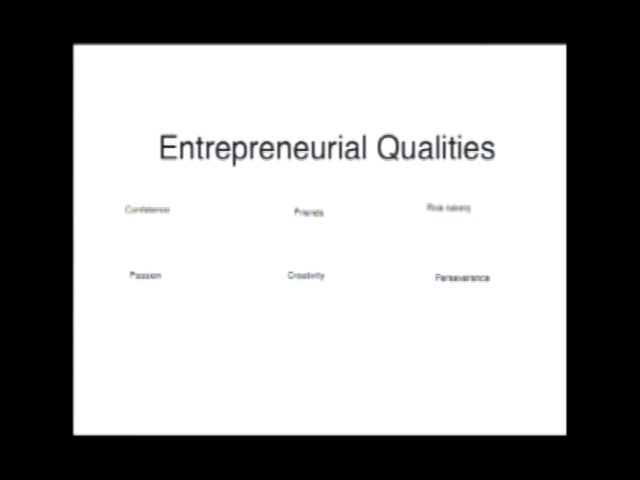 Entrepreneurial Qualities
Confidence Friends Risk taking
Passion Creativity Perseverance